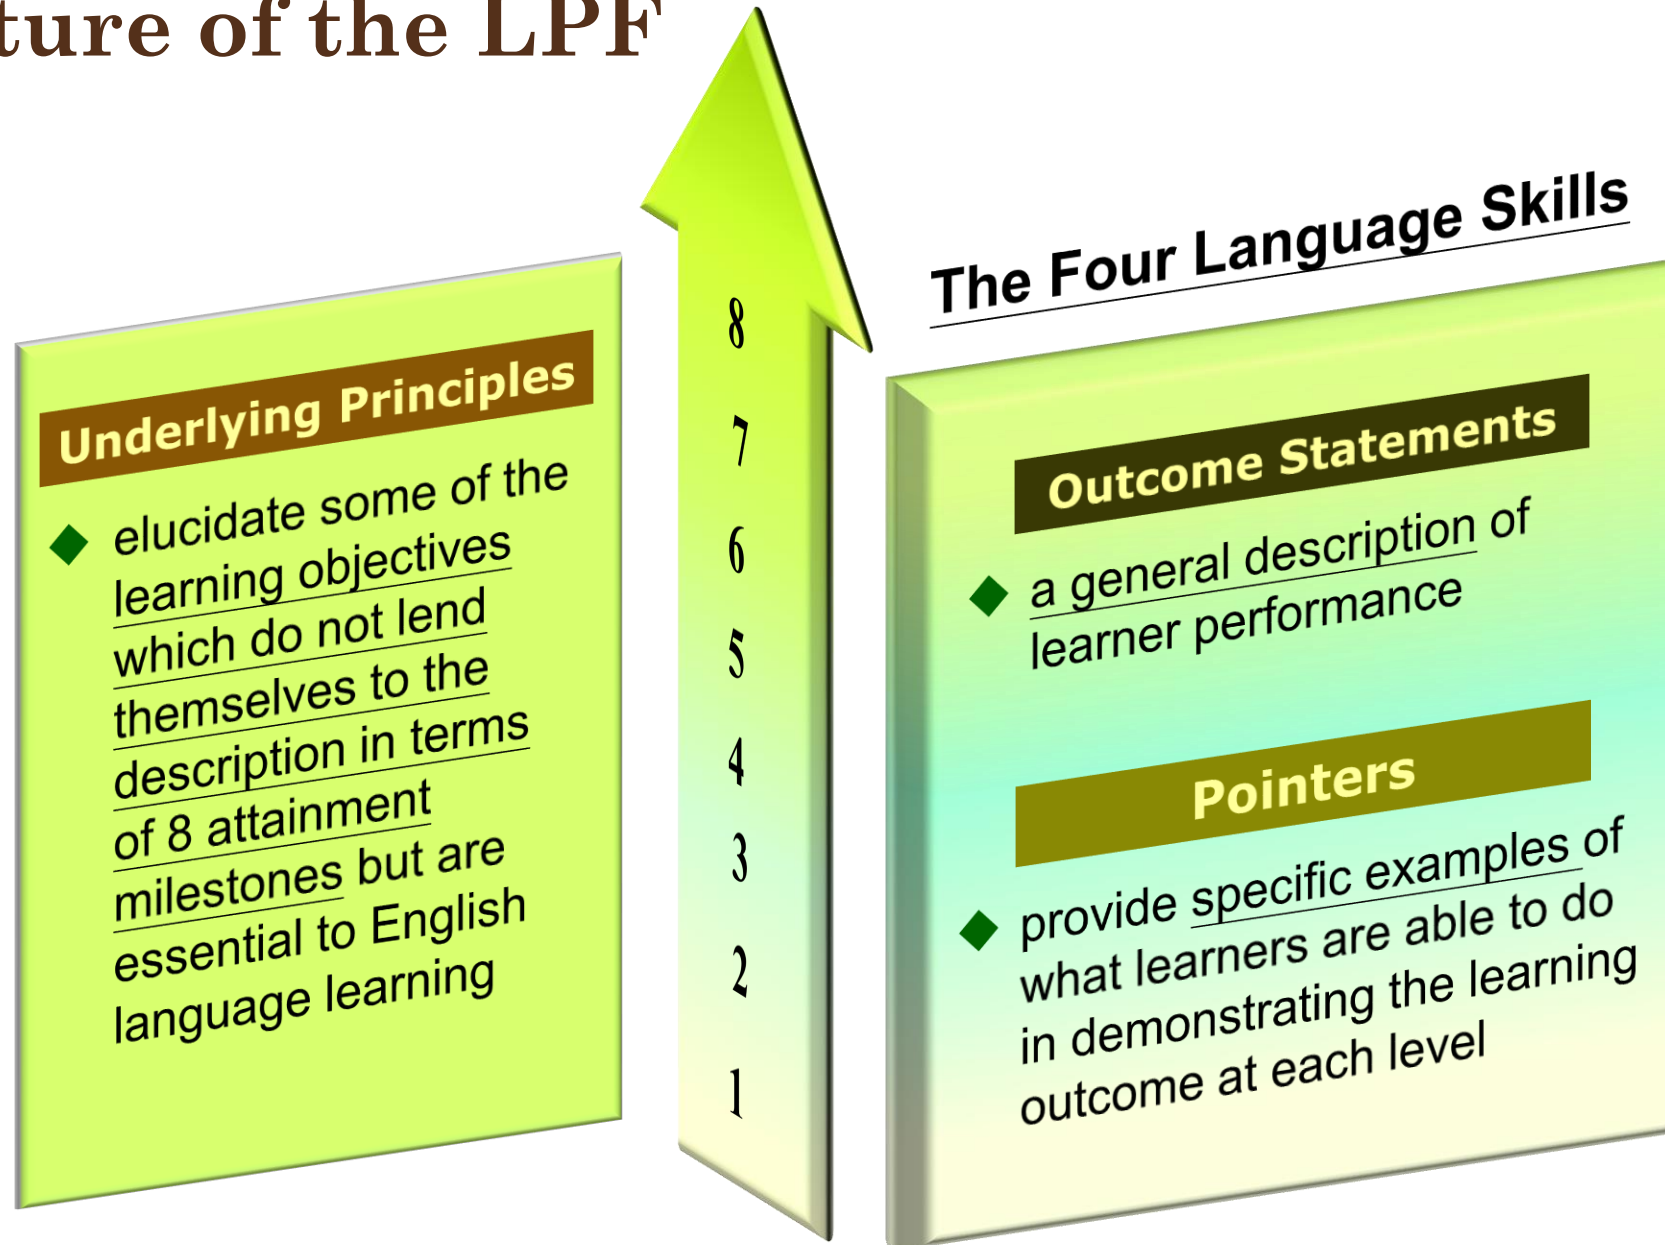 ture of the LPF
Underlying Principles
elucidate some of the
learning objectives
which do not lend
themselves to the
description in terms
of 8 attainment
milestones but are
essential to English
language learning
8
7
6
5
4
3
2
1
The Four Language Skills
Outcome Statements
a general description of
learner performance
Pointers
provide specific examples of
what learners are able to do
in demonstrating the learning
outcome at each level